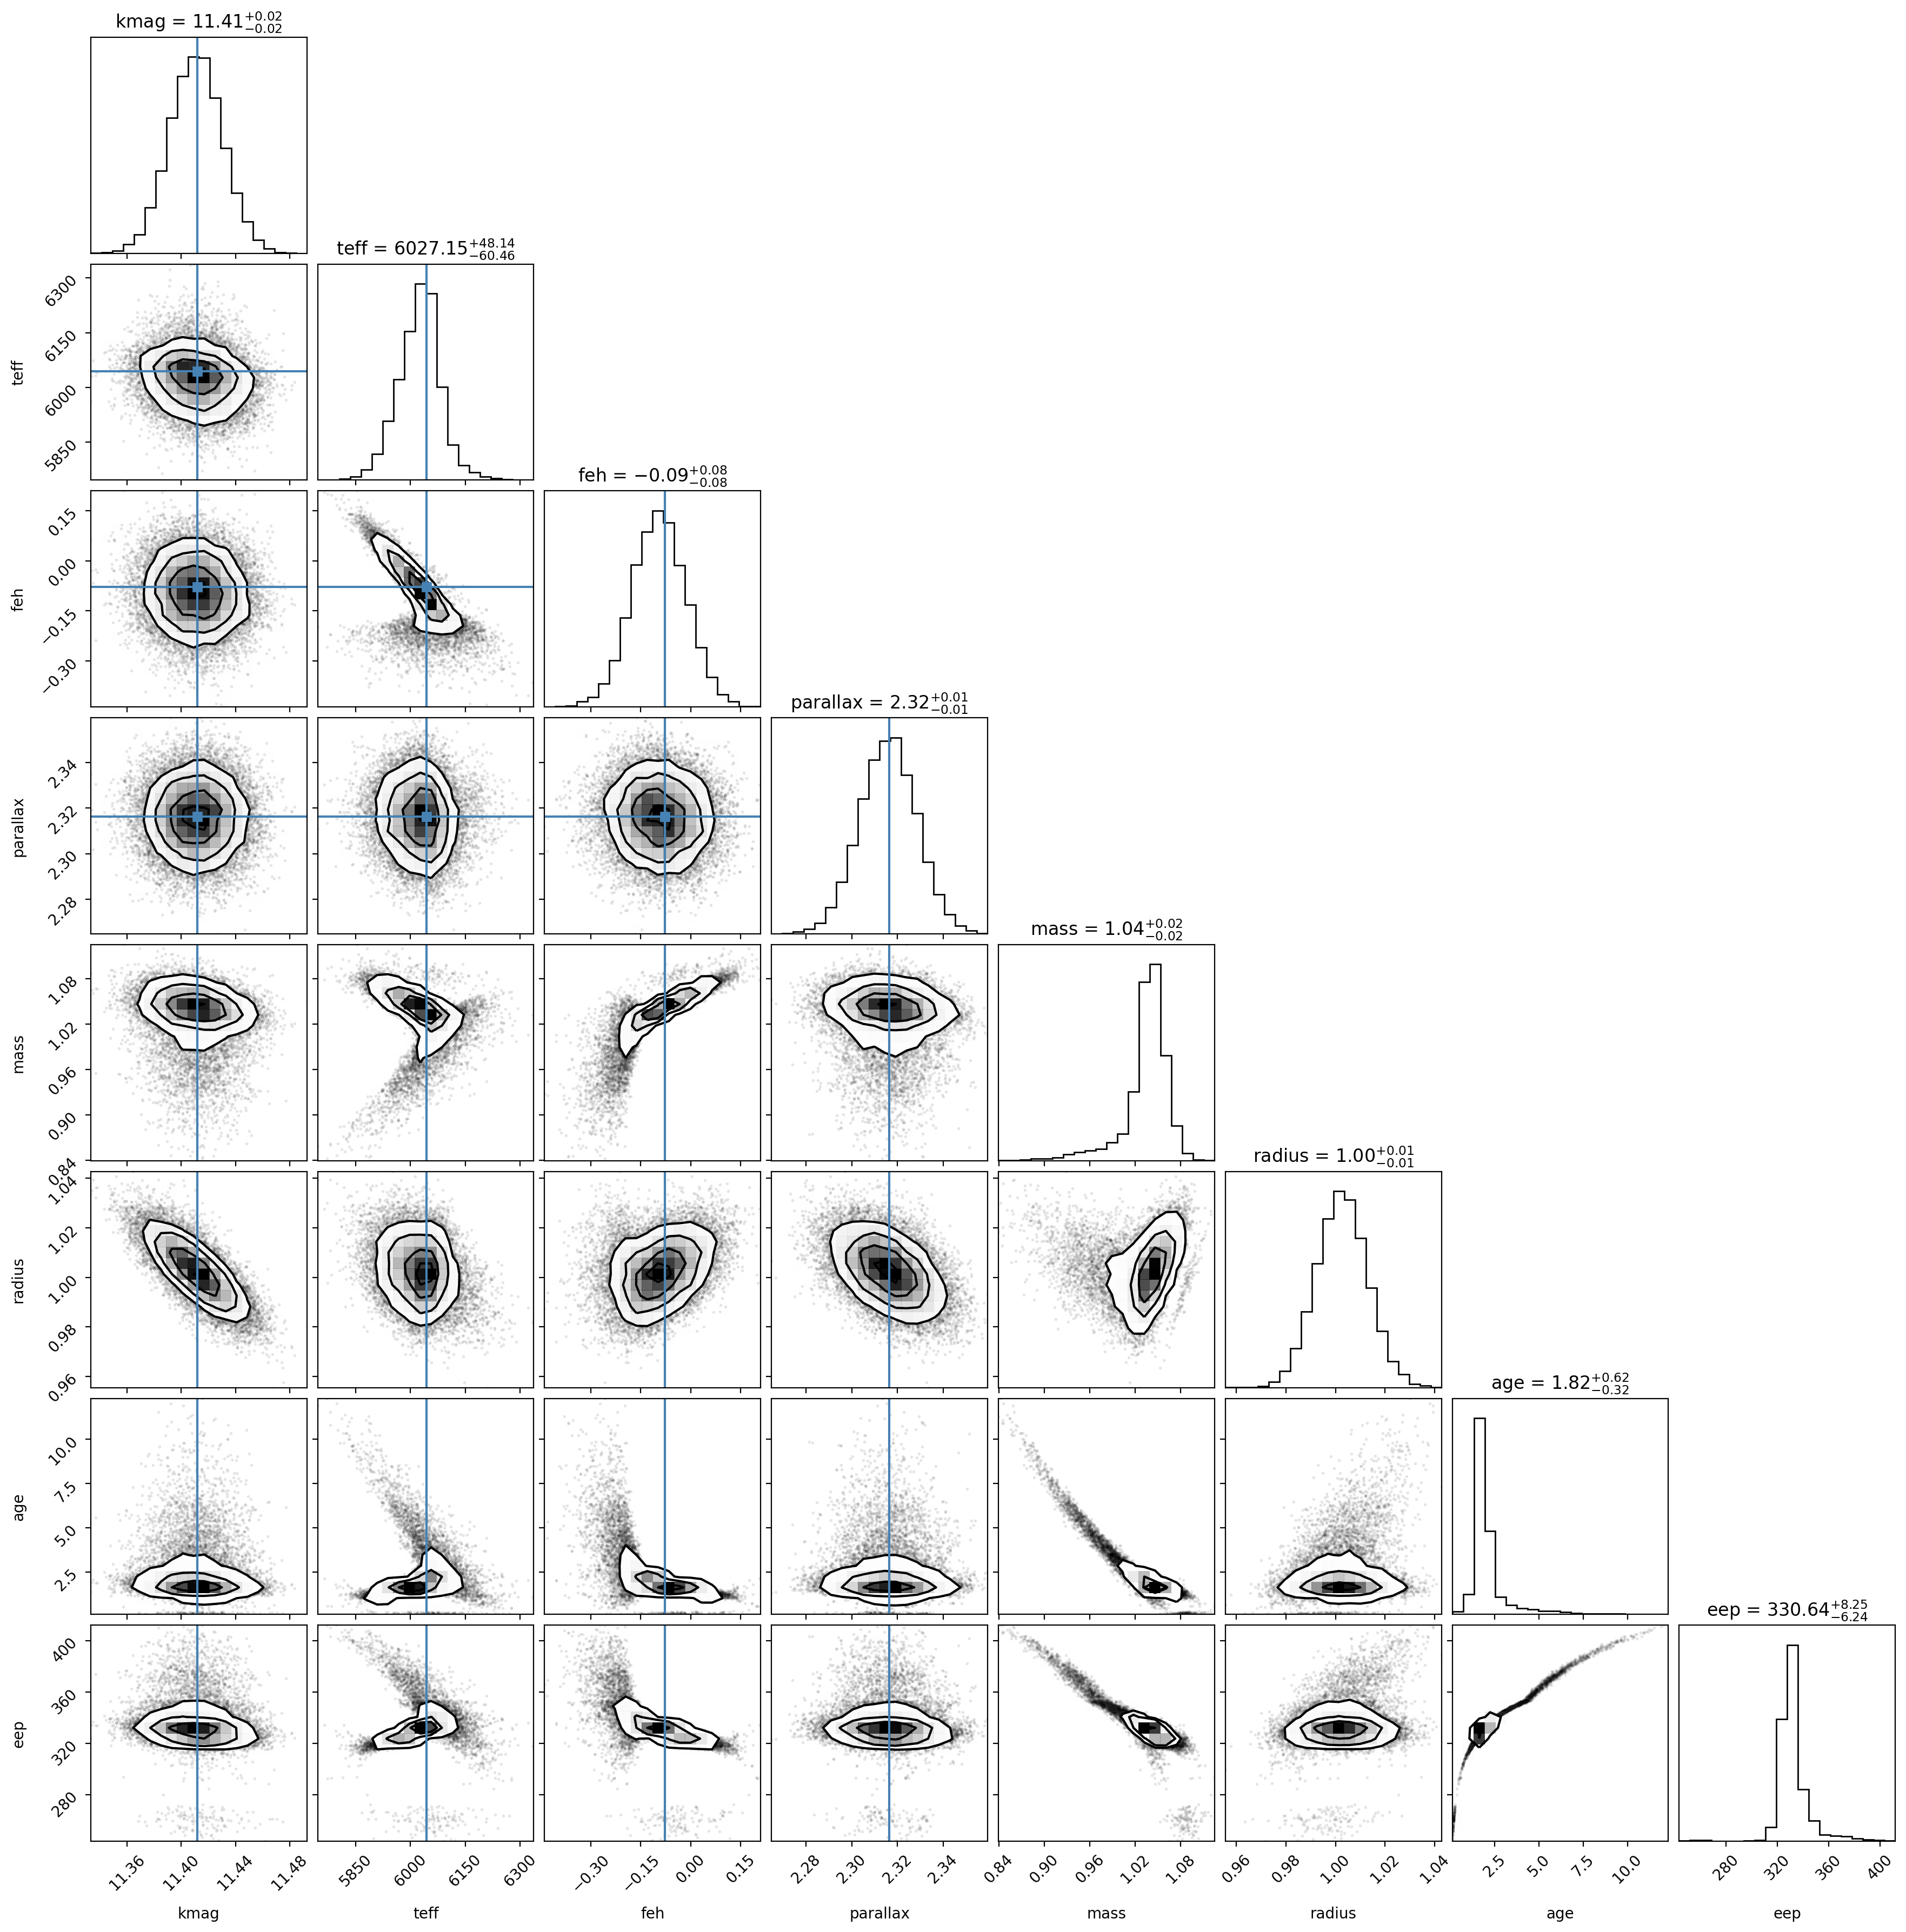 kmag = 11.41+0.02−0.02
teff = 6027.15+48.14−60.46
6300
6150
6000
5850
teff
feh = −0.09+0.08−0.08
0.15
0.00
−0.15
−0.30
feh
parallax = 2.32+0.01−0.01
2.34
2.32
2.30
2.28
parallax
mass = 1.04+0.02−0.02
1.08
1.02
0.96
0.90
0.84
mass
radius = 1.00+0.01−0.01
1.04
1.02
1.00
0.98
0.96
radius
age = 1.82+0.62−0.32
10.0
7.5
5.0
2.5
age
eep = 330.64+8.25−6.24
400
360
320
280
eep
11.36 11.40 11.44 11.48 5850 6000 6150 6300 −0.30 −0.15 0.00 0.15 2.28 2.30 2.32 2.34 0.84 0.90 0.96 1.02 1.08 0.96 0.98 1.00 1.02 1.04 2.5 5.0 7.5 10.0 280 320 360 400
kmag teff feh parallax mass radius age eep